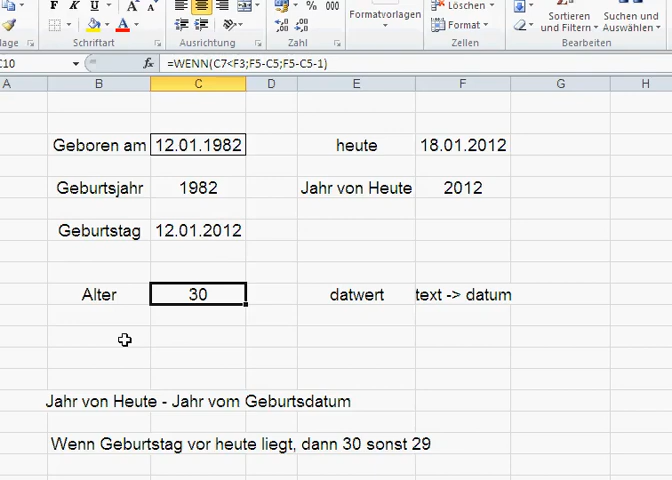 F K U
Formatvorlagen
Löschen
Format
Sortieren und Filtern
Suchen und Auswählen
Schriftart
Ausrichtung
Zahl
Zellen
Bearbeiten
C10 fx =WENN(C7<F3;F5-C5;F5-C5-1)
A B C D E F G H
Geboren am 12.01.1982 heute 18.01.2012
Geburtsjahr 1982 Jahr von Heute 2012
Geburtstag 12.01.2012
Alter 30 datwert text -> datum
Jahr von Heute - Jahr vom Geburtsdatum
Wenn Geburtstag vor heute liegt, dann 30 sonst 29